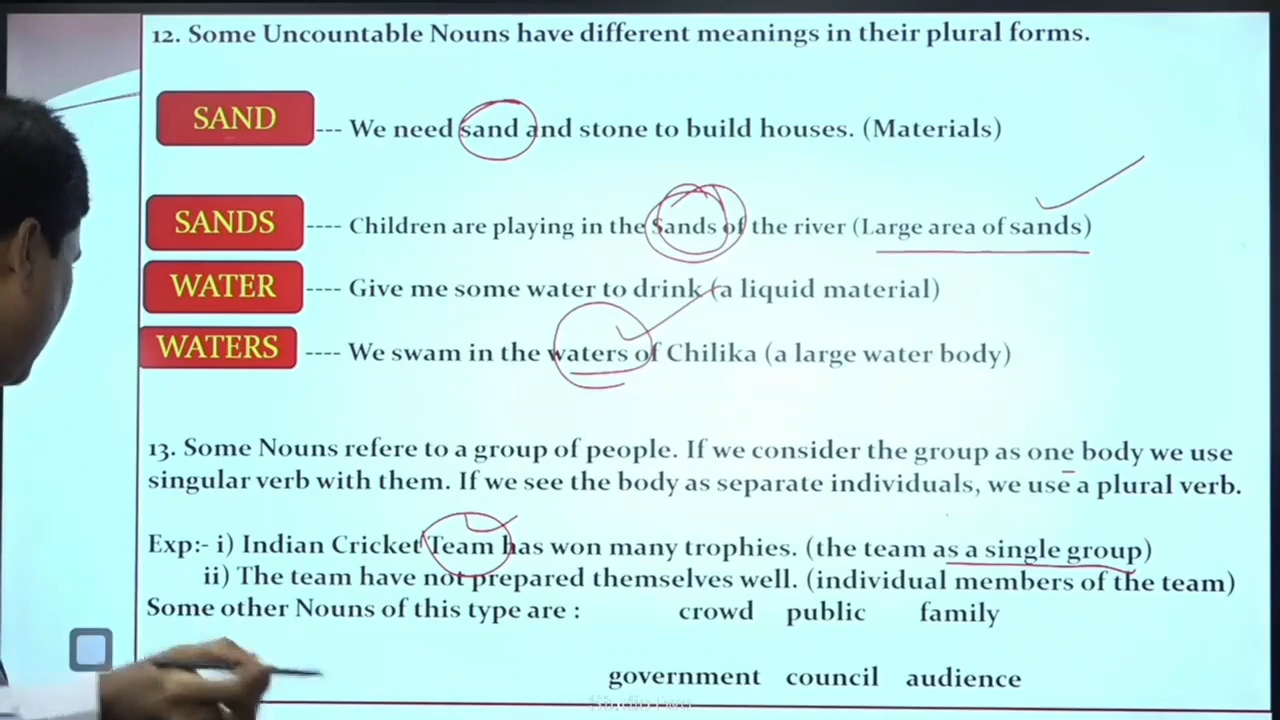 12. Some Uncountable Nouns have different meanings in their plural forms.
SAND --- We need sand and stone to build houses. (Materials)
SANDS ---- Children are playing in the Sands of the river (Large area of sands)
WATER ---- Give me some water to drink (a liquid material)
WATERS ---- We swam in the waters of Chilika (a large water body)
13. Some Nouns refere to a group of people. If we consider the group as one body we use
singular verb with them. If we see the body as separate individuals, we use a plural verb.
Exp:- i) Indian Cricket Team has won many trophies. (the team as a single group)
ii) The team have not prepared themselves well. (individual members of the team)
Some other Nouns of this type are : crowd public family
government council audience
Studio two